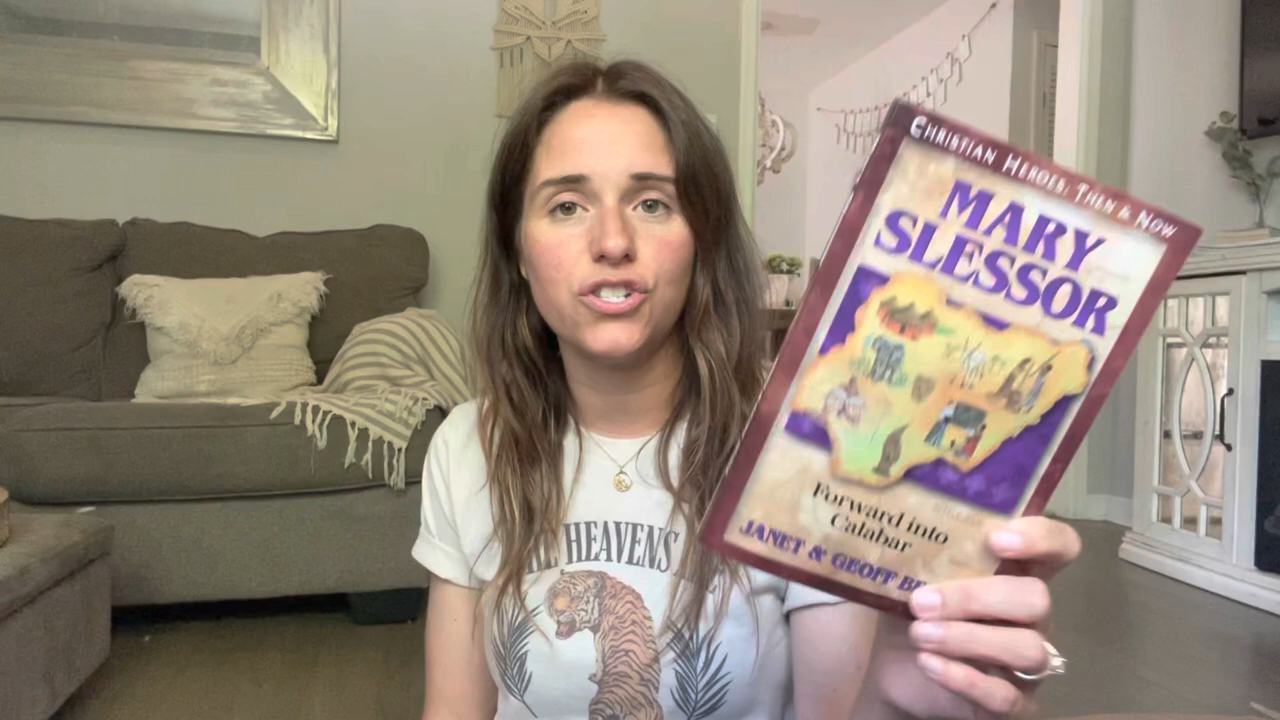 CHRISTIAN HEROES: THEN & NOW
MARY
SLESSOR
Forward into
Calabar
JANET & GEOFF
HEAVENS